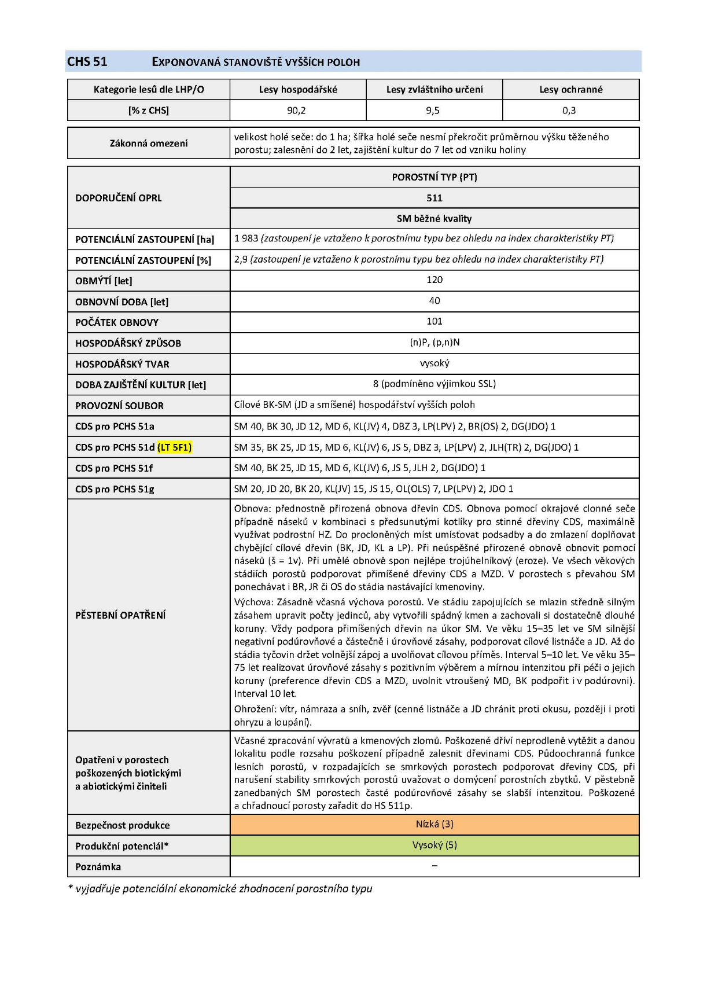 CHS 51 EXPONOVANÁ STANOVIŠTĚ VYŠŠÍCH POLOH
Kategorie lesů dle LHP/O Lesy hospodářské Lesy zvláštního určení Lesy ochranné
[% z CHS] 90,2 9,5 0,3
Zákonná omezení
velikost holé seče: do 1 ha; šířka holé seče nesmí překročit průměrnou výšku těženého
porostu; zalesnění do 2 let, zajištění kultur do 7 let od vzniku holiny
DOPORUČENÍ OPRL
POROSTNÍ TYP (PT)
511
SM běžné kvality
POTENCIÁLNÍ ZASTOUPENÍ [ha] 1 983 (zastoupení je vztaženo k porostnímu typu bez ohledu na index charakteristiky PT)
POTENCIÁLNÍ ZASTOUPENÍ [%] 2,9 (zastoupení je vztaženo k porostnímu typu bez ohledu na index charakteristiky PT)
OBMÝTÍ [let] 120
OBNOVNÍ DOBA [let] 40
POČÁTEK OBNOVY 101
HOSPODÁŘSKÝ ZPŮSOB (n)P, (p,n)N
HOSPODÁŘSKÝ TVAR vysoký
DOBA ZAJIŠTĚNÍ KULTUR [let] 8 (podmíněno výjimkou SSL)
PROVOZNÍ SOUBOR Cílové BK-SM (JD a smíšené) hospodářství vyšších poloh
CDS pro PCHS 51a SM 40, BK 30, JD 12, MD 6, KL(JV) 4, DBZ 3, LP(LPV) 2, BR(OS) 2, DG(JDO) 1
CDS pro PCHS 51d (LT 5F1) SM 35, BK 25, JD 15, MD 6, KL(JV) 6, JS 5, DBZ 3, LP(LPV) 2, JLH(TR) 2, DG(JDO) 1
CDS pro PCHS 51f SM 40, BK 25, JD 15, MD 6, KL(JV) 6, JS 5, JLH 2, DG(JDO) 1
CDS pro PCHS 51g SM 20, JD 20, BK 20, KL(JV) 15, JS 15, OL(OLS) 7, LP(LPV) 2, JDO 1
PĚSTEBNÍ OPATŘENÍ
Obnova: přednostně přirozená obnova dřevin CDS. Obnova pomocí okrajové clonné seče
případně náseků v kombinaci s předsunutými kotlíky pro stinné dřeviny CDS, maximálně
využívat podrostní HZ. Do procloněných míst umísťovat podsadby a do zmlazení doplňovat
chybějící cílové dřevin (BK, JD, KL a LP). Při neúspěšné přirozené obnově obnovit pomocí
náseků (š = 1v). Při umělé obnově spon nejlépe trojúhelníkový (eroze). Ve všech věkových
stádiích porostů podporovat přimíšené dřeviny CDS a MZD. V porostech s převahou SM
ponechávat i BR, JR či OS do stádia nastávající kmenoviny.
Výchova: Zásadně včasná výchova porostů. Ve stádiu zapojujících se mlazin středně silným
zásahem upravit počty jedinců, aby vytvořili spádný kmen a zachovali si dostatečně dlouhé
koruny. Vždy podpora přimíšených dřevin na úkor SM. Ve věku 15–35 let ve SM silnější
negativní podúrovňové a částečně i úrovňové zásahy, podporovat cílové listnáče a JD. Až do
stádia tyčovin držet volnější zápoj a uvolňovat cílovou příměs. Interval 5–10 let. Ve věku 35–
75 let realizovat úrovňové zásahy s pozitivním výběrem a mírnou intenzitou při péči o jejich
koruny (preference dřevin CDS a MZD, uvolnit vtroušený MD, BK podpořit i v podúrovni).
Interval 10 let.
Ohrožení: vítr, námraza a sníh, zvěř (cenné listnáče a JD chránit proti okusu, později i proti
ohryzu a loupání).
Opatření v porostech
poškozených biotickými
a abiotickými činiteli
Včasné zpracování vývratů a kmenových zlomů. Poškozené dříví neprodleně vytěžit a danou
lokalitu podle rozsahu poškození případně zalesnit dřevinami CDS. Půdoochranná funkce
lesních porostů, v rozpadajících se smrkových porostech podporovat dřeviny CDS, při
narušení stability smrkových porostů uvažovat o domýcení porostních zbytků. V pěstebně
zanedbaných SM porostech časté podúrovňové zásahy se slabší intenzitou. Poškozené
a chřadnoucí porosty zařadit do HS 511p.
Bezpečnost produkce Nízká (3)
Produkční potenciál* Vysoký (5)
Poznámka –
* vyjadřuje potenciální ekonomické zhodnocení porostního typu